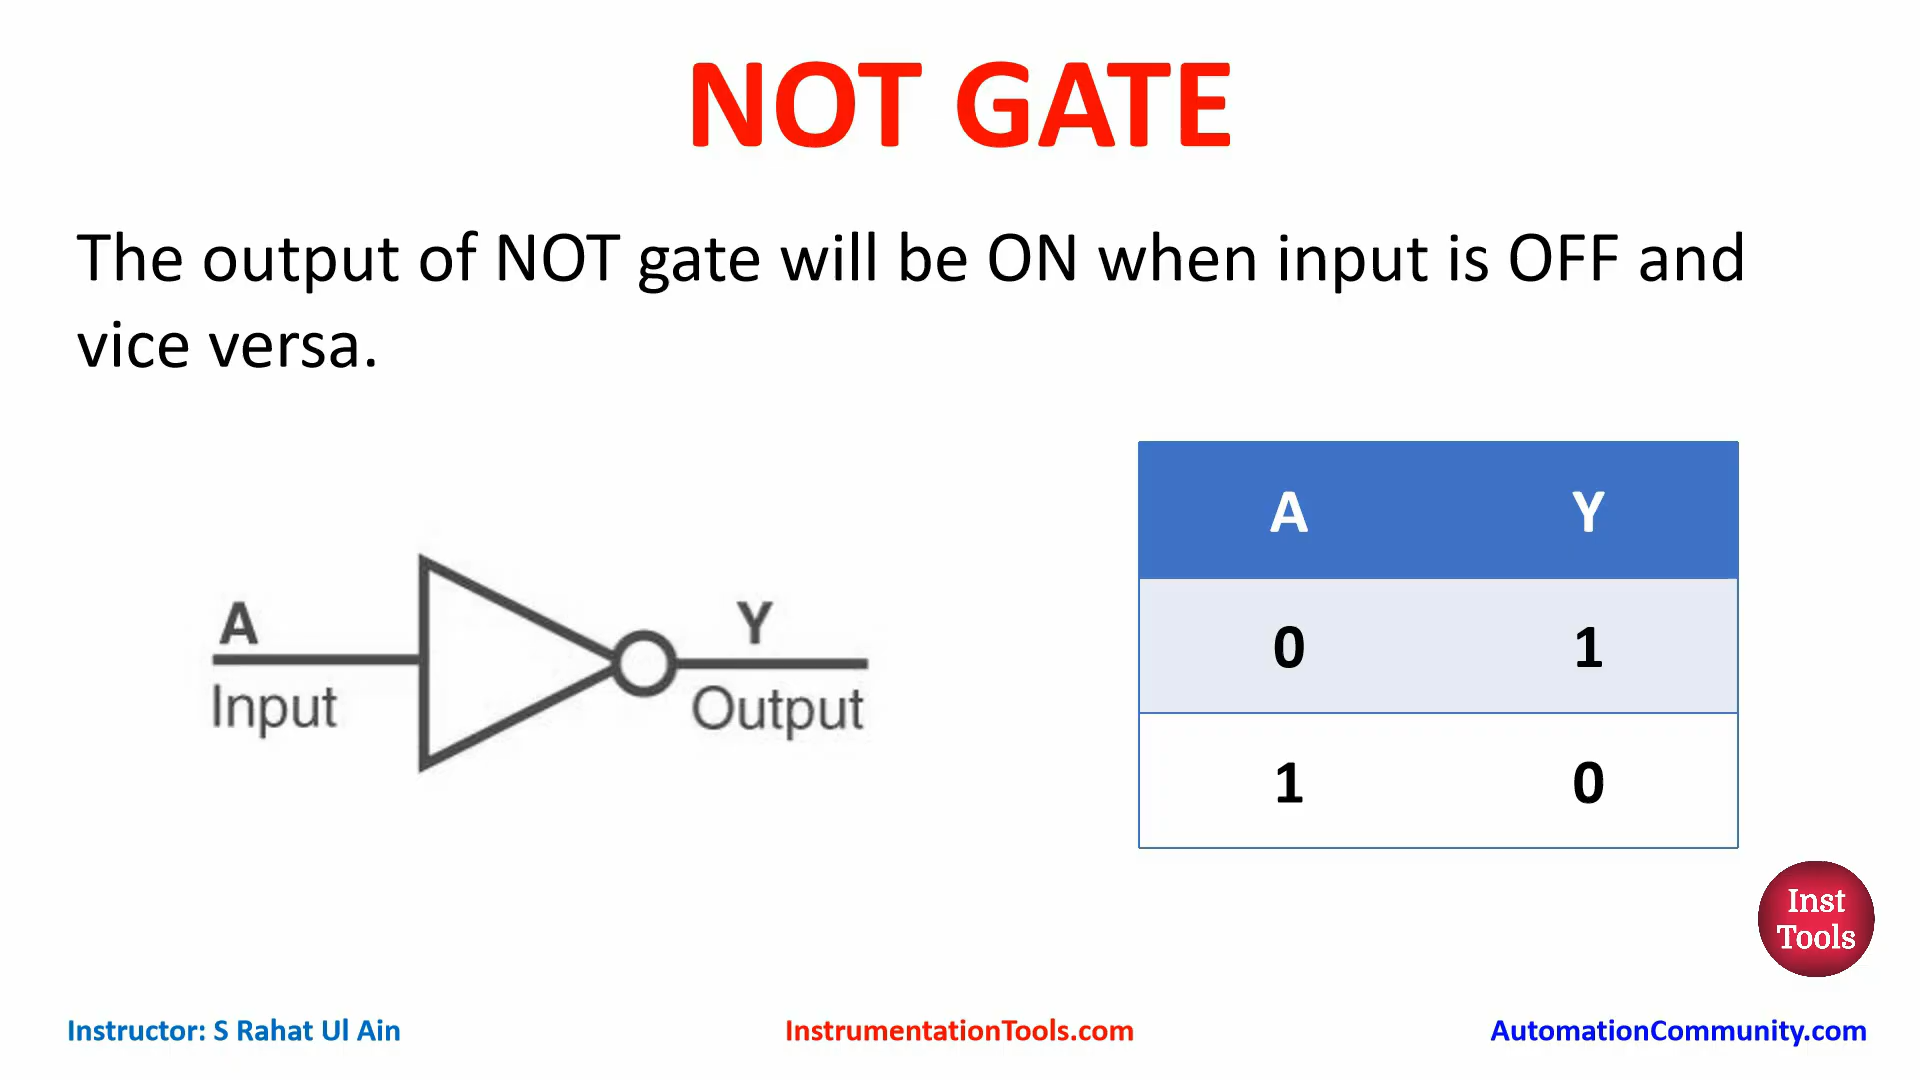 NOT GATE
The output of NOT gate will be ON when input is OFF and
vice versa.
A
Input
Y
Output
A Y
0 1
1 0
Inst
Tools
Instructor: S Rahat Ul Ain
InstrumentationTools.com
AutomationCommunity.com